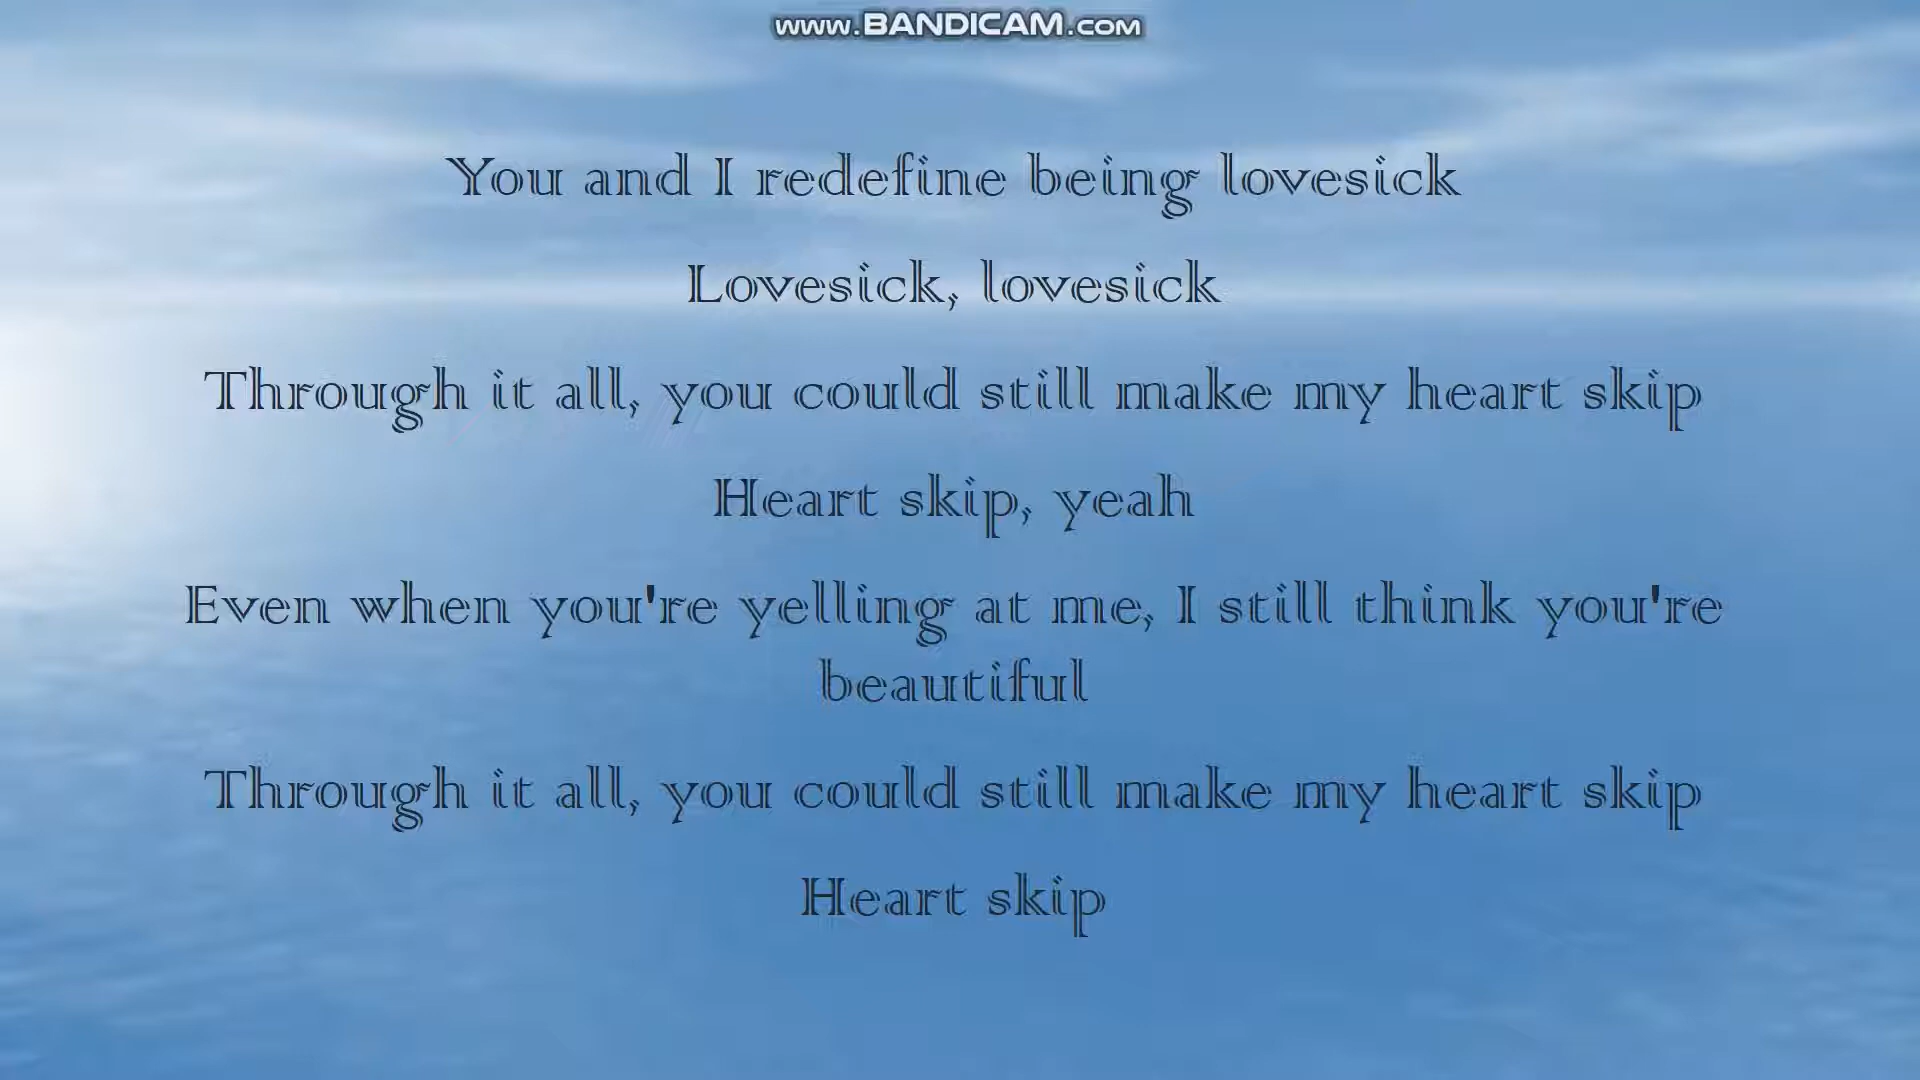 www.BANDICAM.com
You and I redefine being lovesick
Lovesick, lovesick
Through it all, you could still make my heart skip
Heart skip, yeah
Even when you're yelling at me, I still think you're
beautiful
Through it all, you could still make my heart skip
Heart skip